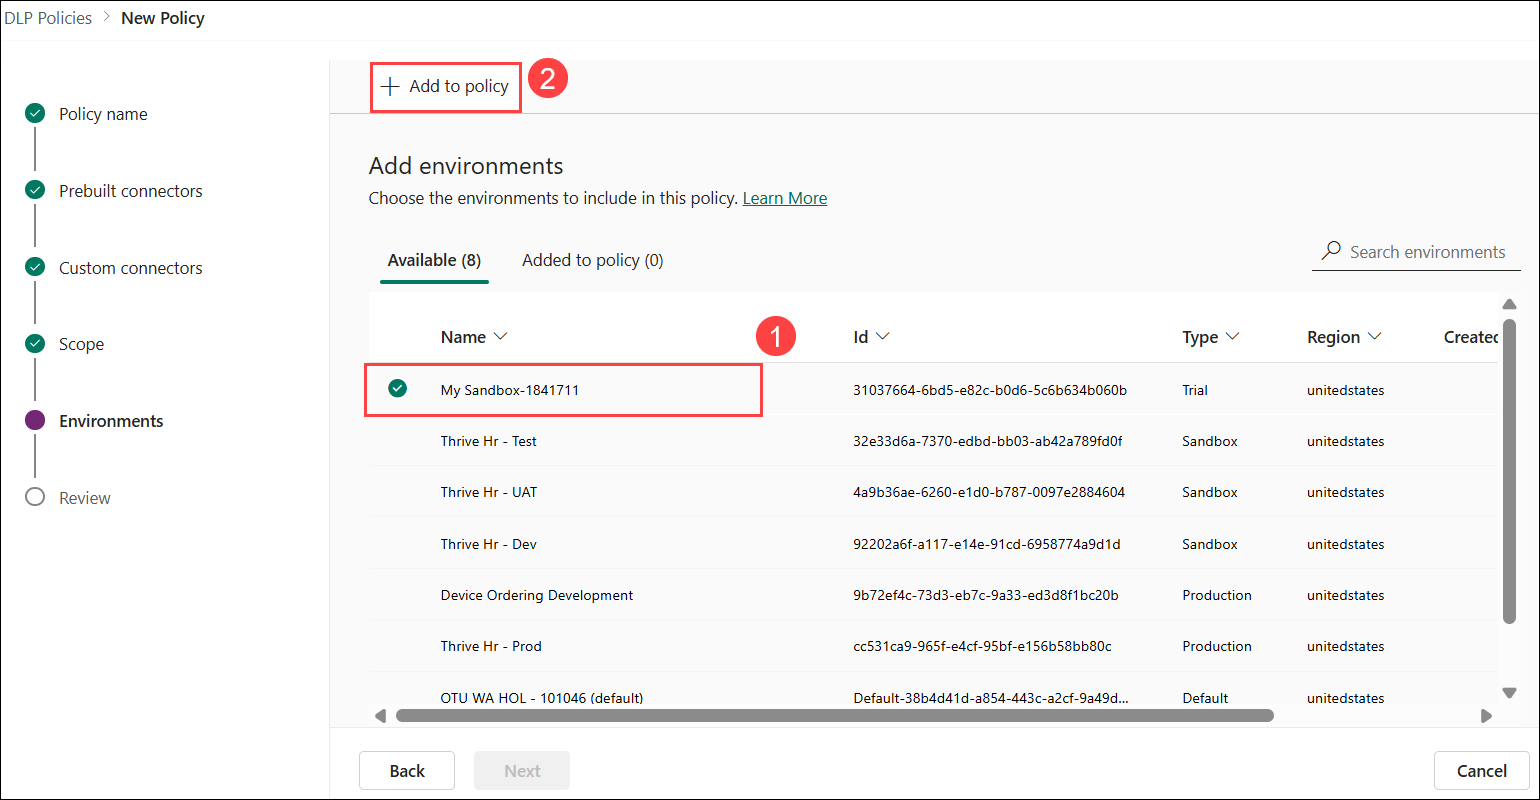 DLP Policies > New Policy
Policy name
Prebuilt connectors
Custom connectors
Scope
Environments
Review
+ Add to policy
2
Add environments
Choose the environments to include in this policy. Learn More
Available (8) Added to policy (0) Search environments
1
Name Id Type Region Created
My Sandbox-1841711 31037664-6bd5-e82c-b0d6-5c6b634b060b Trial unitedstates
Thrive Hr - Test 32e33d6a-7370-edbd-bb03-ab42a789fd0f Sandbox unitedstates
Thrive Hr - UAT 4a9b36ae-6260-e1d0-b787-0097e2884604 Sandbox unitedstates
Thrive Hr - Dev 92202a6f-a117-e14e-91cd-6958774a9d1d Sandbox unitedstates
Device Ordering Development 9b72ef4c-73d3-eb7c-9a33-ed3d8f1bc20b Production unitedstates
Thrive Hr - Prod cc531ca9-965f-e4cf-95bf-e156b58bb80c Production unitedstates
OTU WA HOL - 101046 (default) Default-38b4d41d-a854-443c-a2cf-9a49d... Default unitedstates
Back Next Cancel